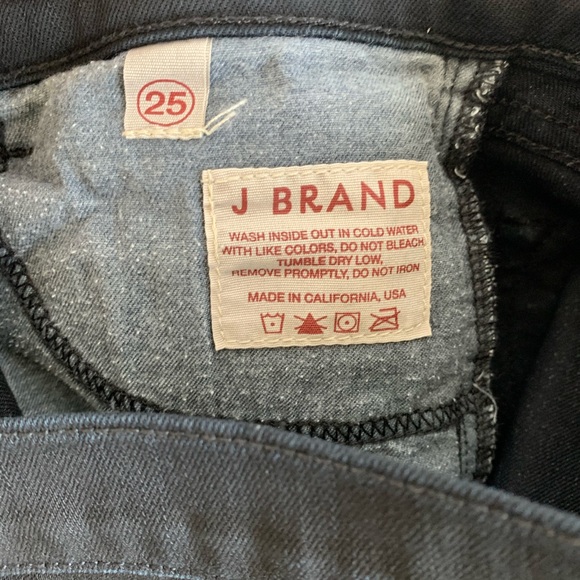 25
J BRAND
WASH INSIDE OUT IN COLD WATER
WITH LIKE COLORS, DO NOT BLEACH,
TUMBLE DRY LOW,
REMOVE PROMPTLY, DO NOT IRON
MADE IN CALIFORNIA, USA